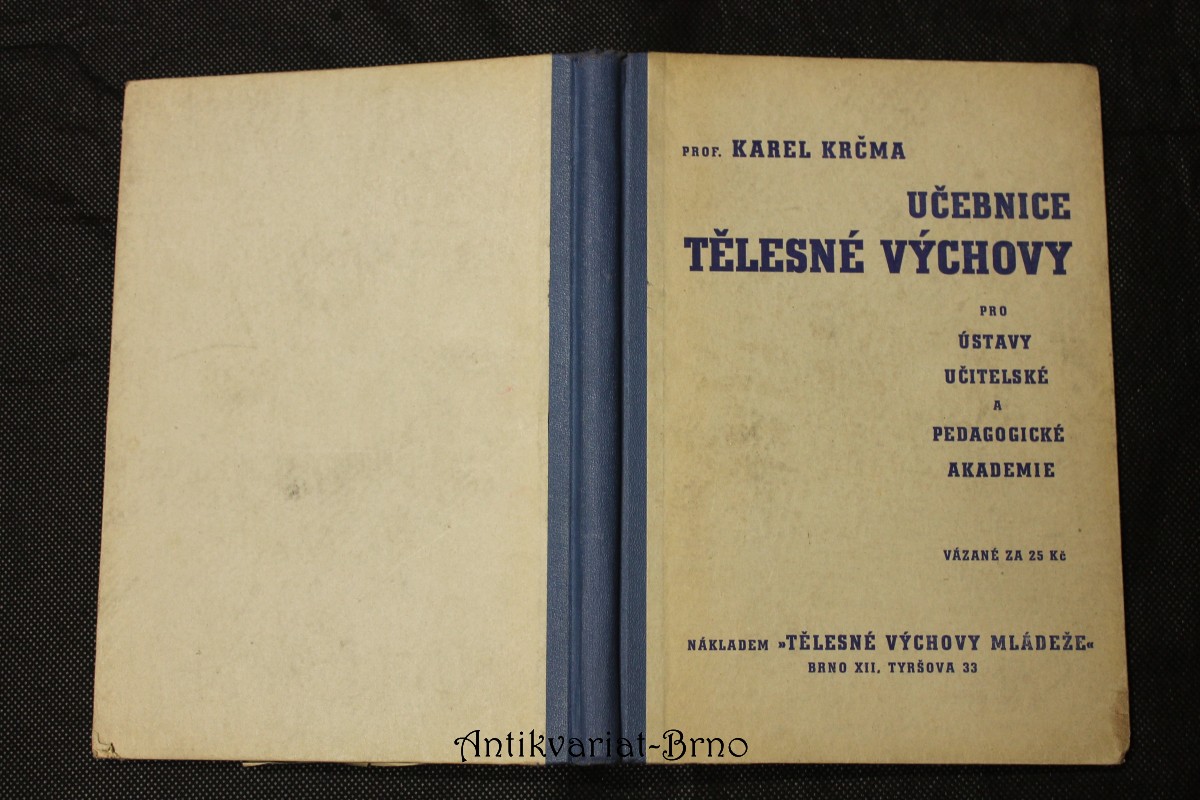 PROF. KAREL KRČMA
UČEBNICE
TĚLESNÉ VÝCHOVY
PRO
ÚSTAVY
UČITELSKÉ
A
PEDAGOGICKÉ
AKADEMIE
VÁZANÉ ZA 25 Kč
NÁKLADEM »TĚLESNÉ VÝCHOVY MLÁDEŽE«
BRNO XII, TYRŠOVA 33
Antikvariat-Brno